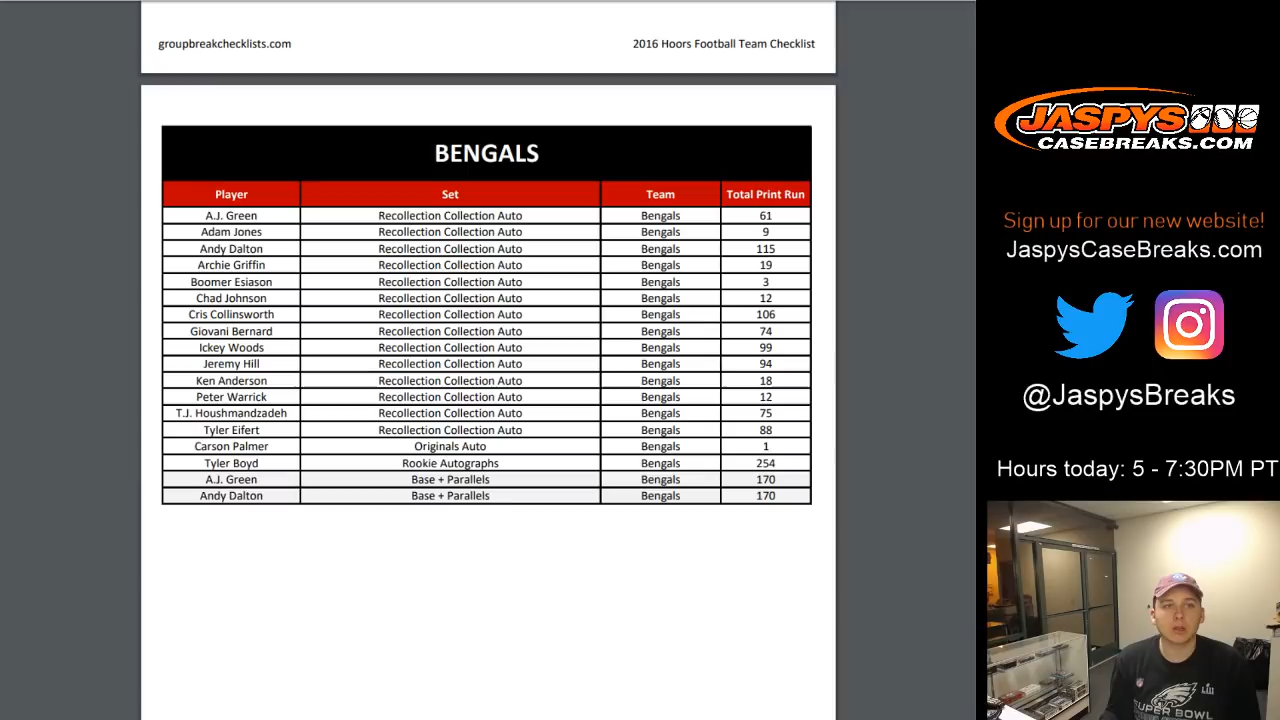 groupbreakchecklists.com 2016 Hoors Football Team Checklist
BENGALS
Player Set Team Total Print Run
A.J. Green Recollection Collection Auto Bengals 61
Adam Jones Recollection Collection Auto Bengals 9
Andy Dalton Recollection Collection Auto Bengals 115
Archie Griffin Recollection Collection Auto Bengals 19
Boomer Esiason Recollection Collection Auto Bengals 3
Chad Johnson Recollection Collection Auto Bengals 12
Cris Collinsworth Recollection Collection Auto Bengals 106
Giovani Bernard Recollection Collection Auto Bengals 74
Ickey Woods Recollection Collection Auto Bengals 99
Jeremy Hill Recollection Collection Auto Bengals 94
Ken Anderson Recollection Collection Auto Bengals 18
Peter Warrick Recollection Collection Auto Bengals 12
T.J. Houshmandzadeh Recollection Collection Auto Bengals 75
Tyler Eifert Recollection Collection Auto Bengals 88
Carson Palmer Originals Auto Bengals 1
Tyler Boyd Rookie Autographs Bengals 254
A.J. Green Base + Parallels Bengals 170
Andy Dalton Base + Parallels Bengals 170
JASPYS
CASEBREAKS.COM
Sign up for our new website!
JaspysCaseBreaks.com
@JaspysBreaks
Hours today: 5 - 7:30PM PT
LII
SUPER BOWL